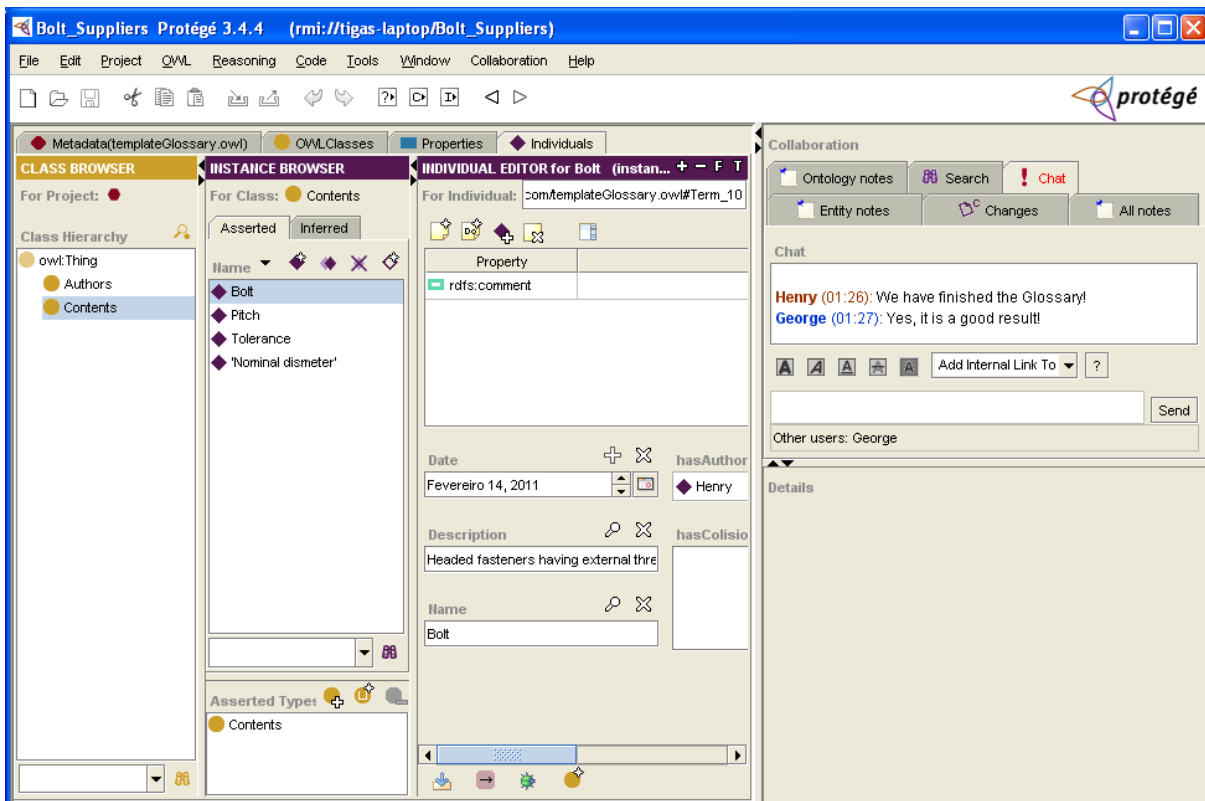 Bolt_Suppliers Protégé 3.4.4 (rmi://tigas-laptop/Bolt_Suppliers)
File Edit Project OWL Reasoning Code Tools Window Collaboration Help
protégé
Metadata(templateGlossary.owl) OWLClasses Properties Individuals
CLASS BROWSER
For Project:
Class Hierarchy
owl:Thing
Authors
Contents
INSTANCE BROWSER
For Class: Contents
Asserted Inferred
Name
Bolt
Pitch
Tolerance
'Nominal dismeter'
Asserted Types
Contents
INDIVIDUAL EDITOR for Bolt (instan... + − F T
For Individual: com/templateGlossary.owl#Term_10
Property
rdfs:comment
Date
Fevereiro 14, 2011
hasAuthor
Henry
Description
Headed fasteners having external thre
hasColisio
Name
Bolt
Collaboration
Ontology notes Search Chat
Entity notes Changes All notes
Chat
Henry (01:26): We have finished the Glossary!
George (01:27): Yes, it is a good result!
A A A A A Add Internal Link To ?
Send
Other users: George
Details